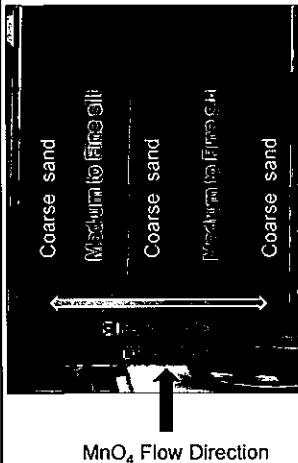 Coarse sand
Medium to Fine silt
Coarse sand
Medium to Fine silt
Coarse sand
MnO₄ Flow Direction